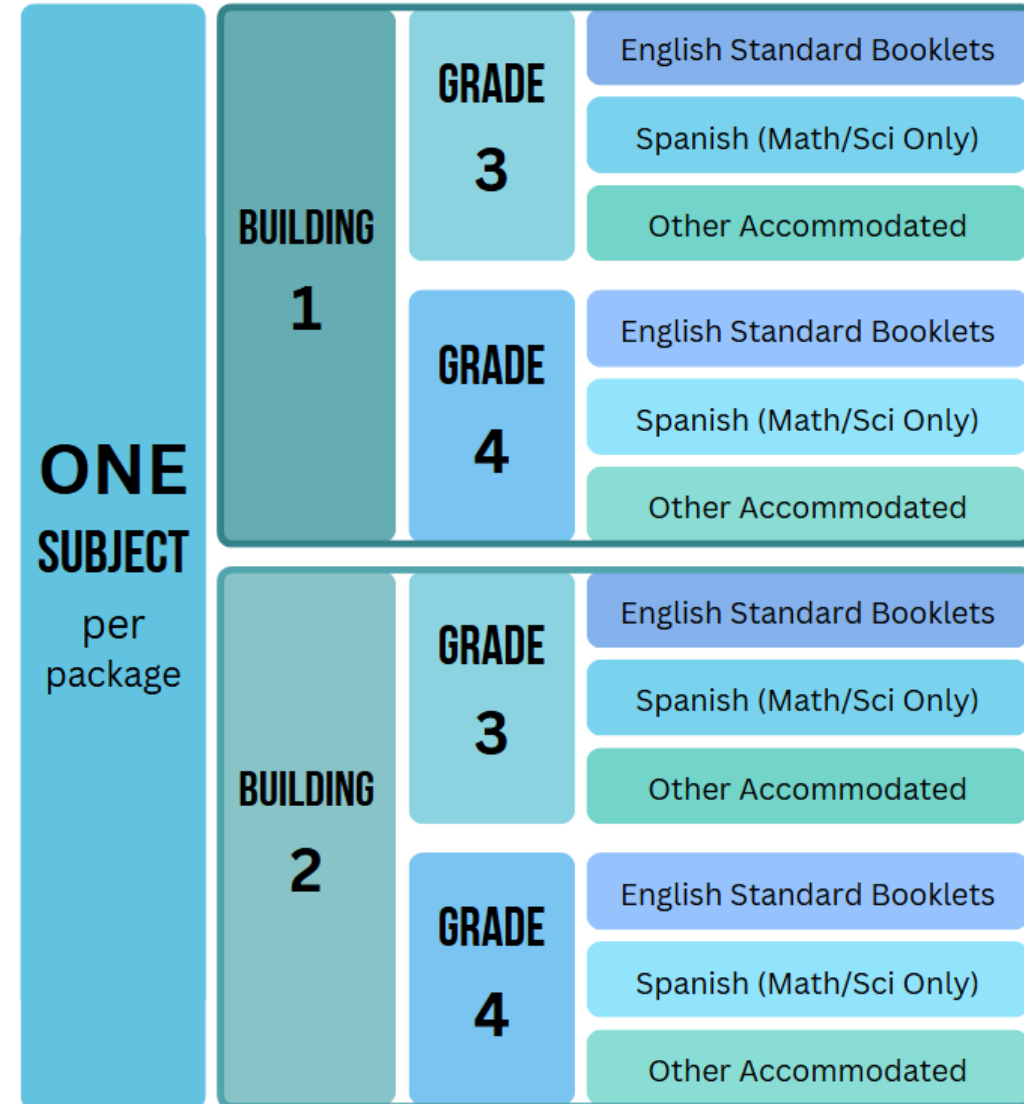 ONE
SUBJECT
per
package
BUILDING
1
GRADE
3
English Standard Booklets
Spanish (Math/Sci Only)
Other Accommodated
GRADE
4
English Standard Booklets
Spanish (Math/Sci Only)
Other Accommodated
BUILDING
2
GRADE
3
English Standard Booklets
Spanish (Math/Sci Only)
Other Accommodated
GRADE
4
English Standard Booklets
Spanish (Math/Sci Only)
Other Accommodated